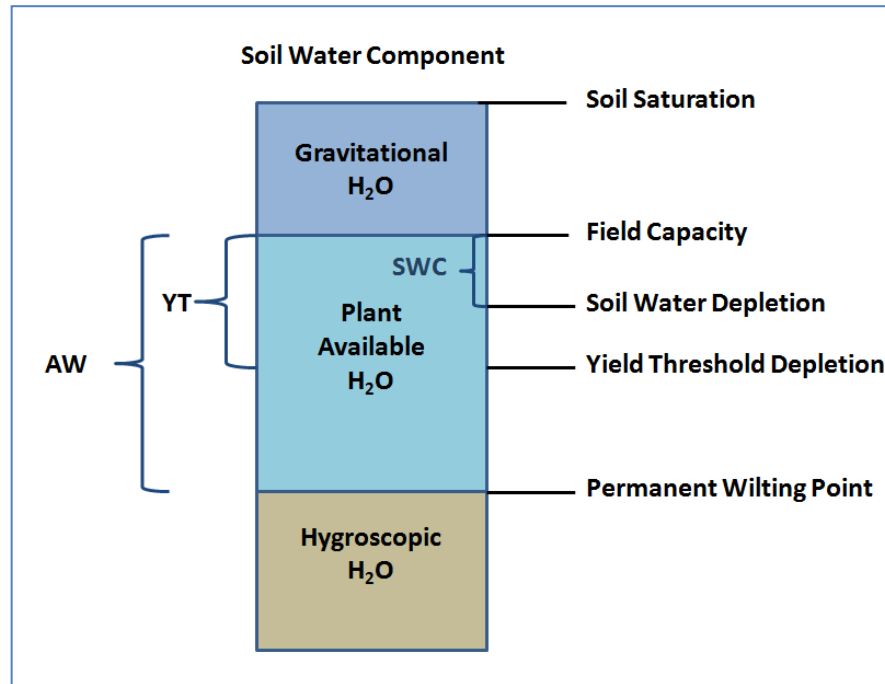 Soil Water Component
Soil Saturation
Gravitational
H₂O
Field Capacity
SWC
YT
Soil Water Depletion
Plant
Available
H₂O
AW
Yield Threshold Depletion
Permanent Wilting Point
Hygroscopic
H₂O